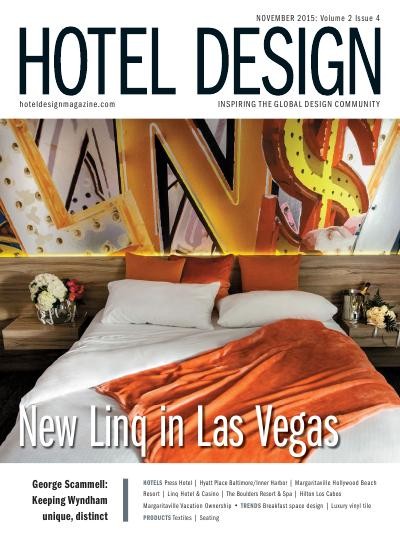 NOVEMBER 2015: Volume 2 Issue 4
HOTEL DESIGN
hoteldesignmagazine.com
INSPIRING THE GLOBAL DESIGN COMMUNITY
New Linq in Las Vegas
George Scammell:
Keeping Wyndham
unique, distinct
HOTELS Press Hotel | Hyatt Place Baltimore/Inner Harbor | Margaritaville Hollywood Beach
Resort | Linq Hotel & Casino | The Boulders Resort & Spa | Hilton Los Cabos
Margaritaville Vacation Ownership • TRENDS Breakfast space design | Luxury vinyl tile
PRODUCTS Textiles | Seating